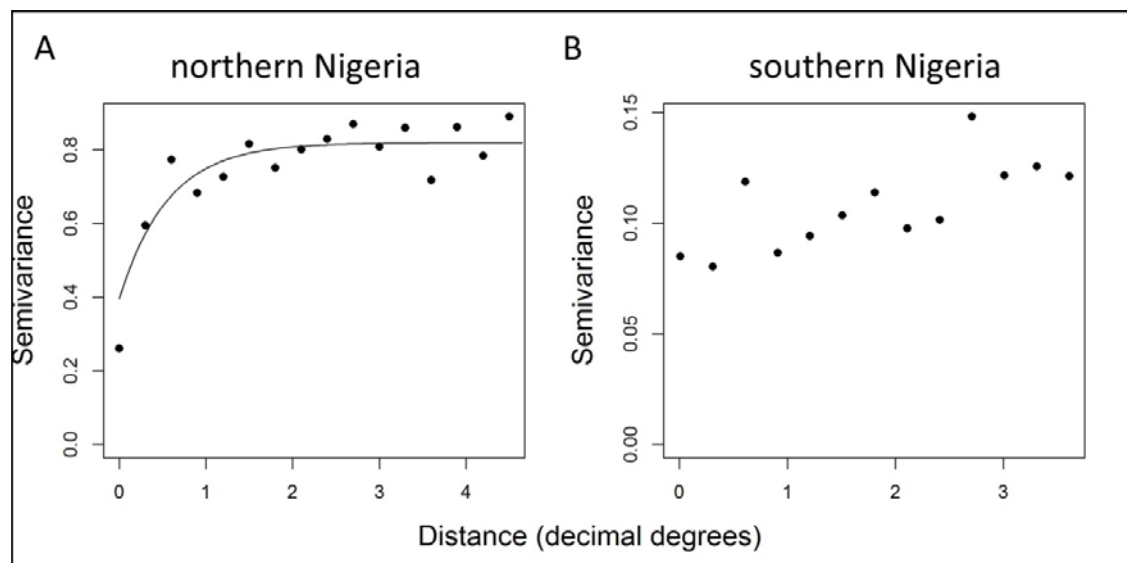 A
northern Nigeria
B
southern Nigeria
Semivariance
0.0
0.2
0.4
0.6
0.8
0 1 2 3 4
Semivariance
0.00
0.05
0.10
0.15
0 1 2 3
Distance (decimal degrees)